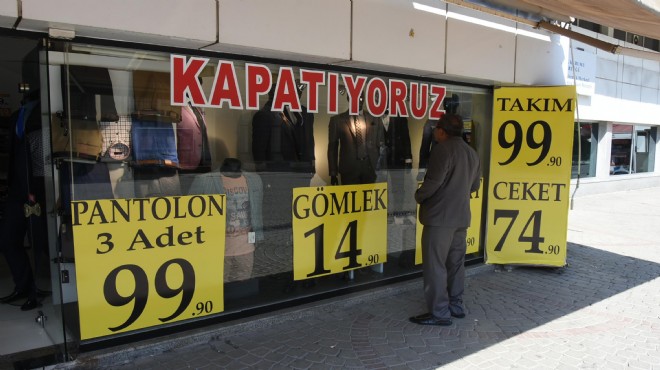 KAPATIYORUZ
PANTOLON
3 Adet
99.90
GÖMLEK
14.90
TAKIM
99.90
CEKET
74.90